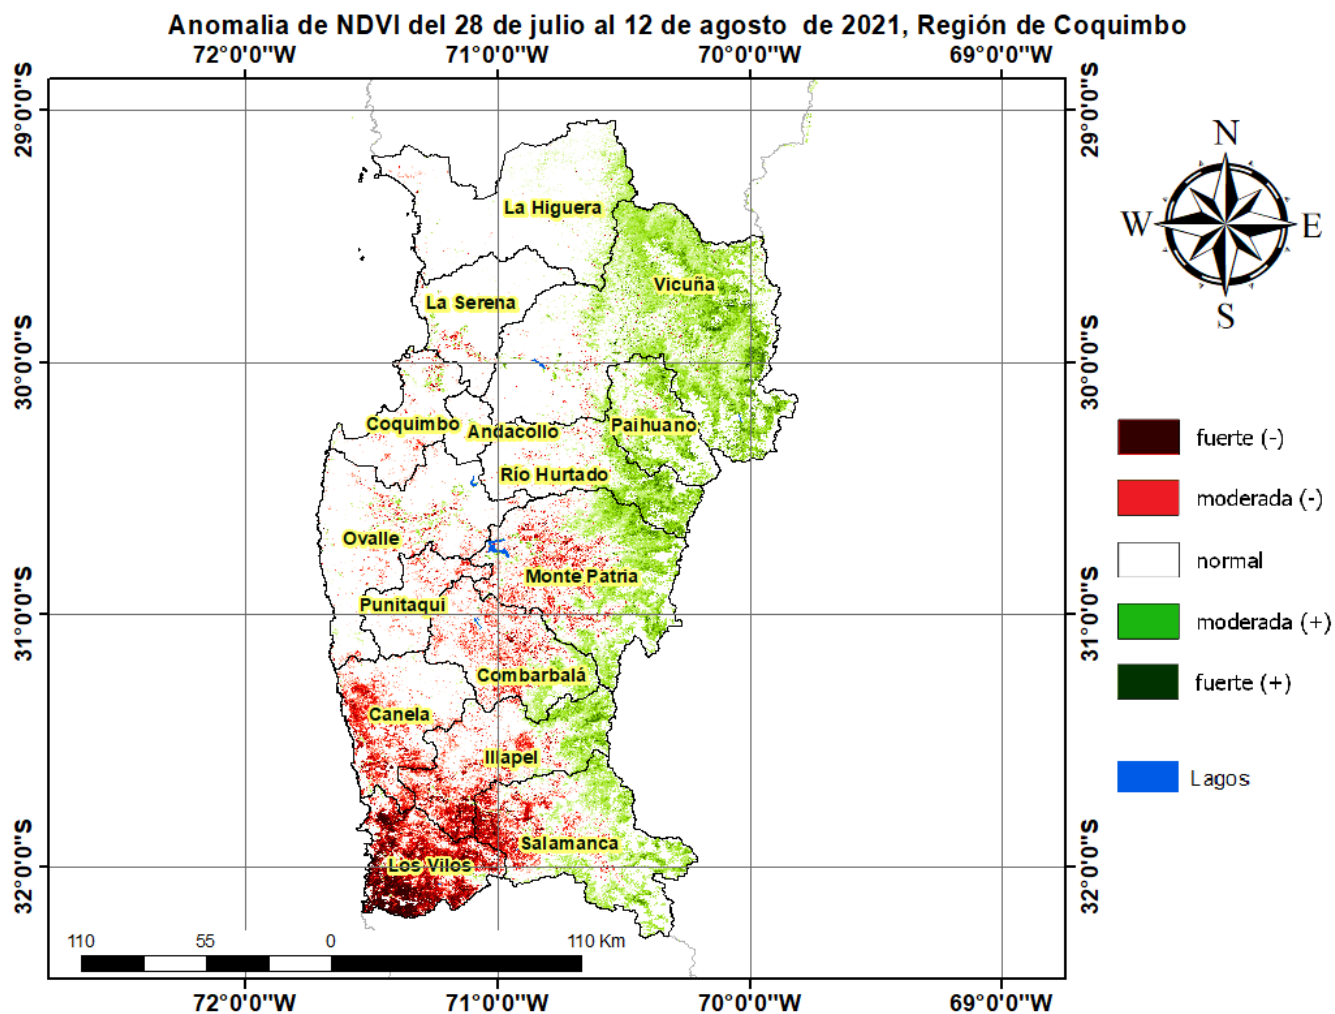 Anomalia de NDVI del 28 de julio al 12 de agosto de 2021, Región de Coquimbo
72°0'0"W 71°0'0"W 70°0'0"W 69°0'0"W
29°0'0"S 29°0'0"S
N
W E
S
La Higuera
Vicuña
La Serena
30°0'0"S 30°0'0"S
Coquimbo Andacollo Paihuano
fuerte (-)
Río Hurtado
moderada (-)
Ovalle
normal
Monte Patria
Punitaqui
31°0'0"S 31°0'0"S
moderada (+)
Combarbalá
fuerte (+)
Canela
Illapel
Lagos
Salamanca
Los Vilos
32°0'0"S 32°0'0"S
110 55 0 110 Km
72°0'0"W 71°0'0"W 70°0'0"W 69°0'0"W